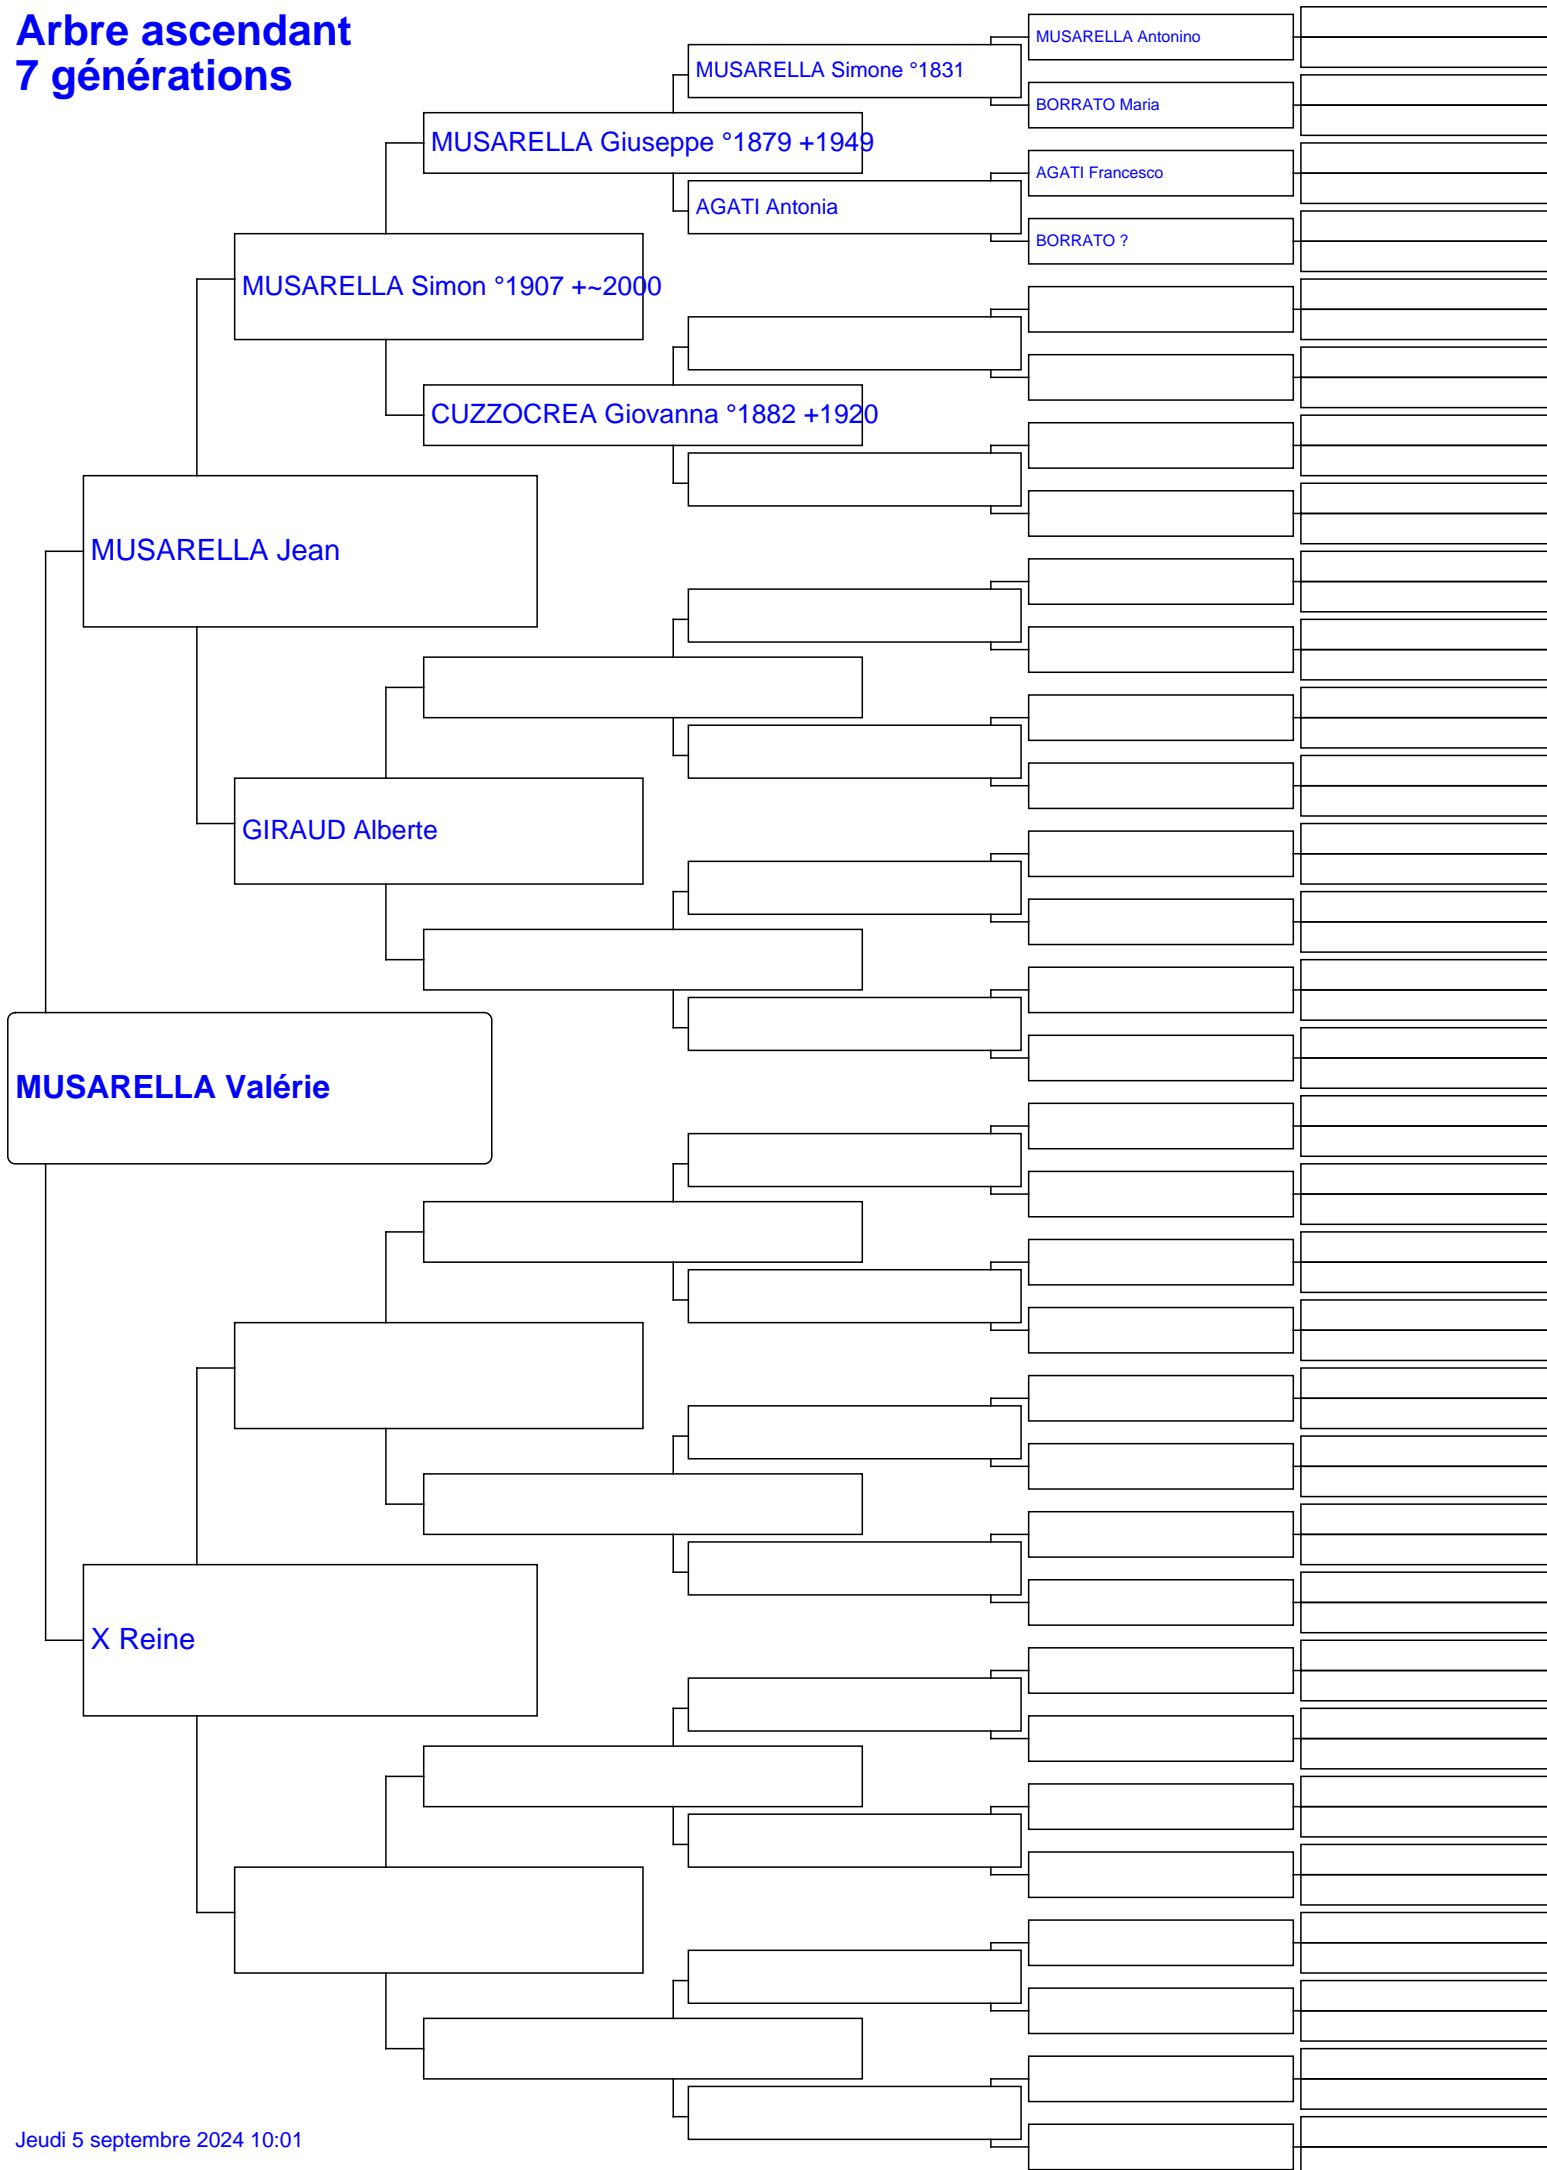 Arbre ascendant
7 générations
MUSARELLA Antonino
MUSARELLA Simone °1831
BORRATO Maria
MUSARELLA Giuseppe °1879 +1949
AGATI Francesco
AGATI Antonia
BORRATO ?
MUSARELLA Simon °1907 +~2000
CUZZOCREA Giovanna °1882 +1920
MUSARELLA Jean
GIRAUD Alberte
MUSARELLA Valérie
X Reine
Jeudi 5 septembre 2024 10:01